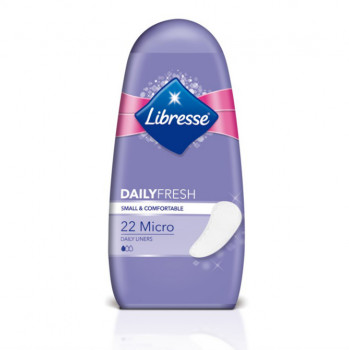 Libresse
DAILYFRESH
SMALL & COMFORTABLE
22 Micro
DAILY LINERS